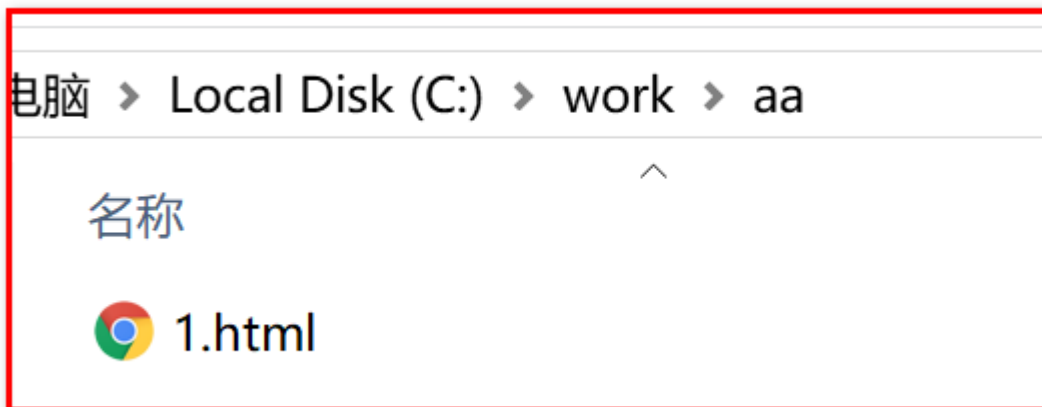 电脑 > Local Disk (C:) > work > aa
名称
1.html